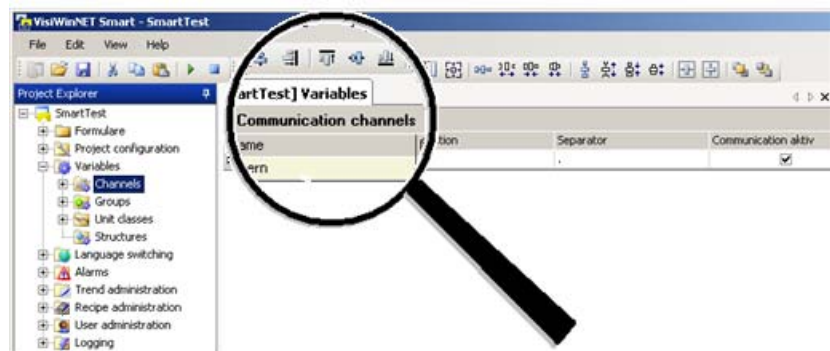 VisiWinNET Smart - SmartTest
File Edit View Help
Project Explorer
SmartTest
Formulare
Project configuration
Variables
Channels
Groups
Unit classes
Structures
Language switching
Alarms
Trend administration
Recipe administration
User administration
Logging
artTest] Variables
Communication channels
ame tion Separator Communication aktiv
ern .